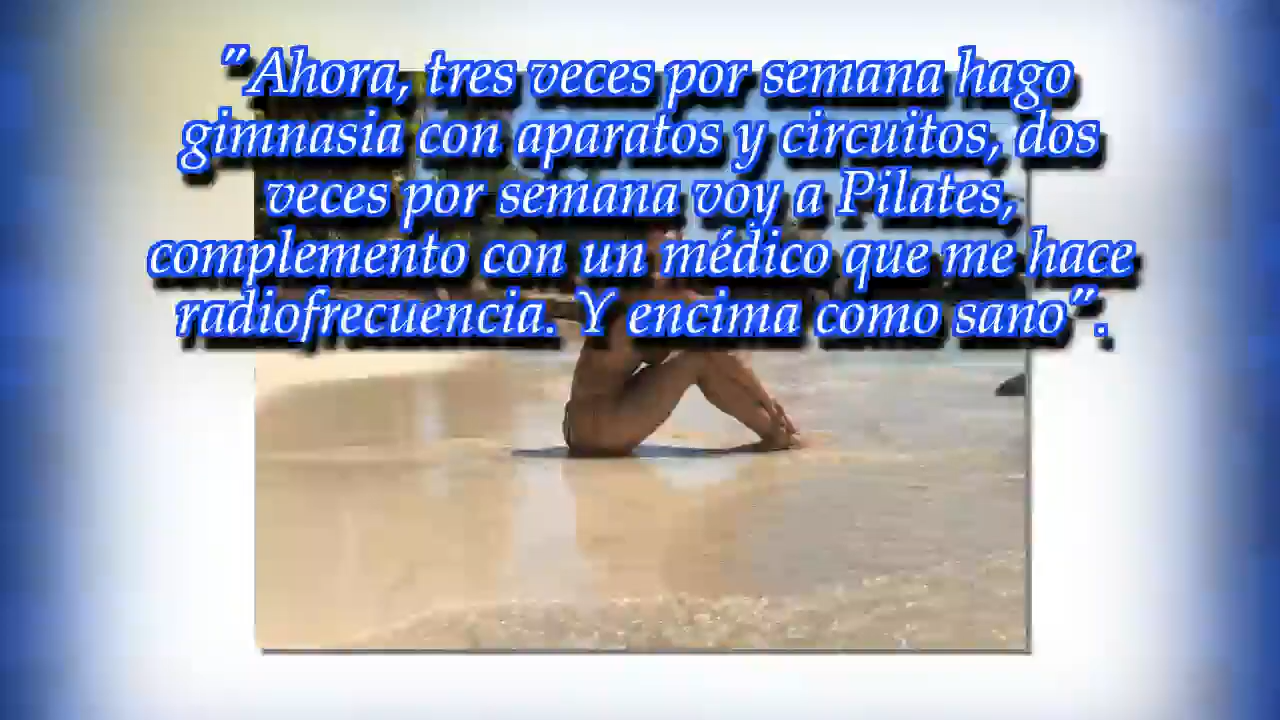 "Ahora, tres veces por semana hago
gimnasia con aparatos y circuitos, dos
veces por semana voy a Pilates,
complemento con un médico que me hace
radiofrecuencia. Y encima como sano".